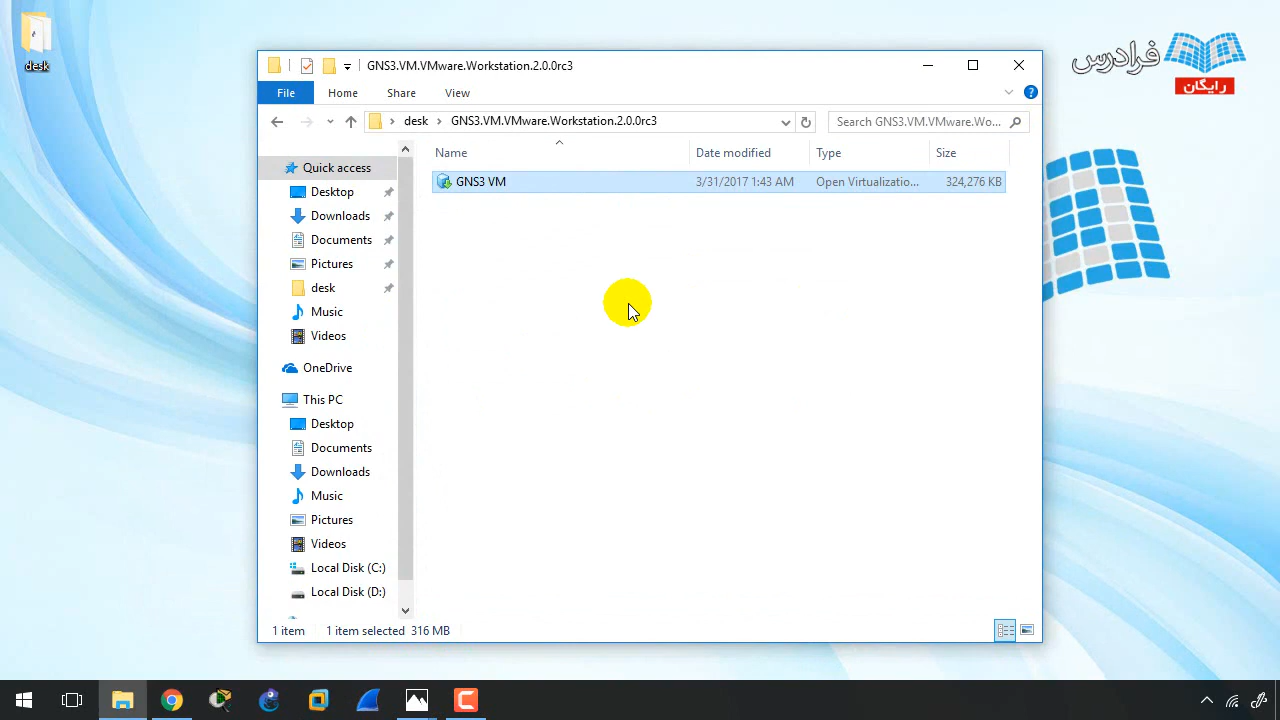 desk
فرادرس
رایگان
GNS3.VM.VMware.Workstation.2.0.0rc3
File
Home
Share
View
desk
GNS3.VM.VMware.Workstation.2.0.0rc3
Search GNS3.VM.VMware.Wo...
Name
Date modified
Type
Size
GNS3 VM
3/31/2017 1:43 AM
Open Virtualizatio...
324,276 KB
Quick access
Desktop
Downloads
Documents
Pictures
desk
Music
Videos
OneDrive
This PC
Desktop
Documents
Downloads
Music
Pictures
Videos
Local Disk (C:)
Local Disk (D:)
1 item
1 item selected 316 MB